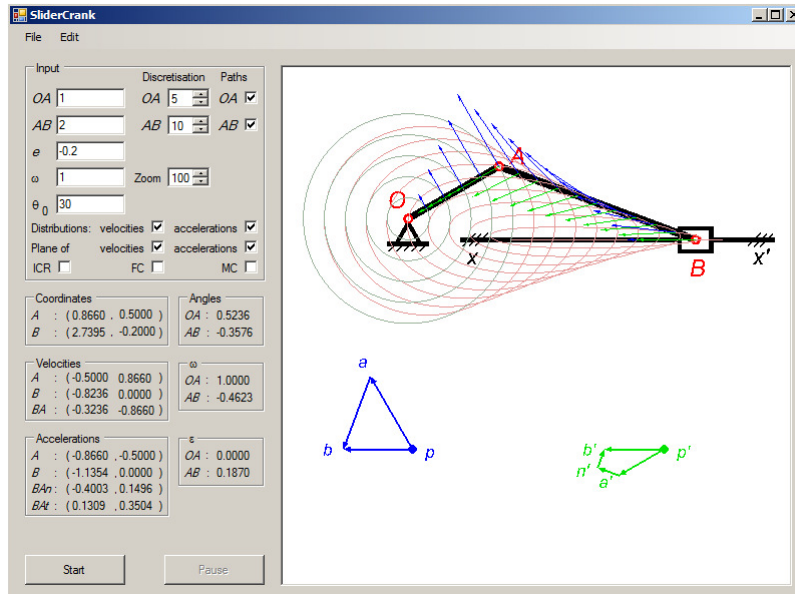 SliderCrank
File Edit
Input
Discretisation Paths
OA 1 OA 5 OA
AB 2 AB 10 AB
e -0.2
ω 1 Zoom 100
θ0 30
Distributions: velocities accelerations
Plane of velocities accelerations
ICR FC MC
Coordinates
A : (0.8660 , 0.5000 )
B : (2.7395 , -0.2000 )
Angles
OA : 0.5236
AB : -0.3576
Velocities
A : (-0.5000 0.8660 )
B : (-0.8236 0.0000 )
BA : (-0.3236 -0.8660 )
ω
OA : 1.0000
AB : -0.4623
Accelerations
A : (-0.8660 , -0.5000 )
B : (-1.1354 , 0.0000 )
BAn : (-0.4003 , 0.1496 )
BAt : (0.1309 , 0.3504 )
ε
OA : 0.0000
AB : 0.1870
Start
Pause
O
A
B
x
x'
a
b
p
b'
n'
a'
p'